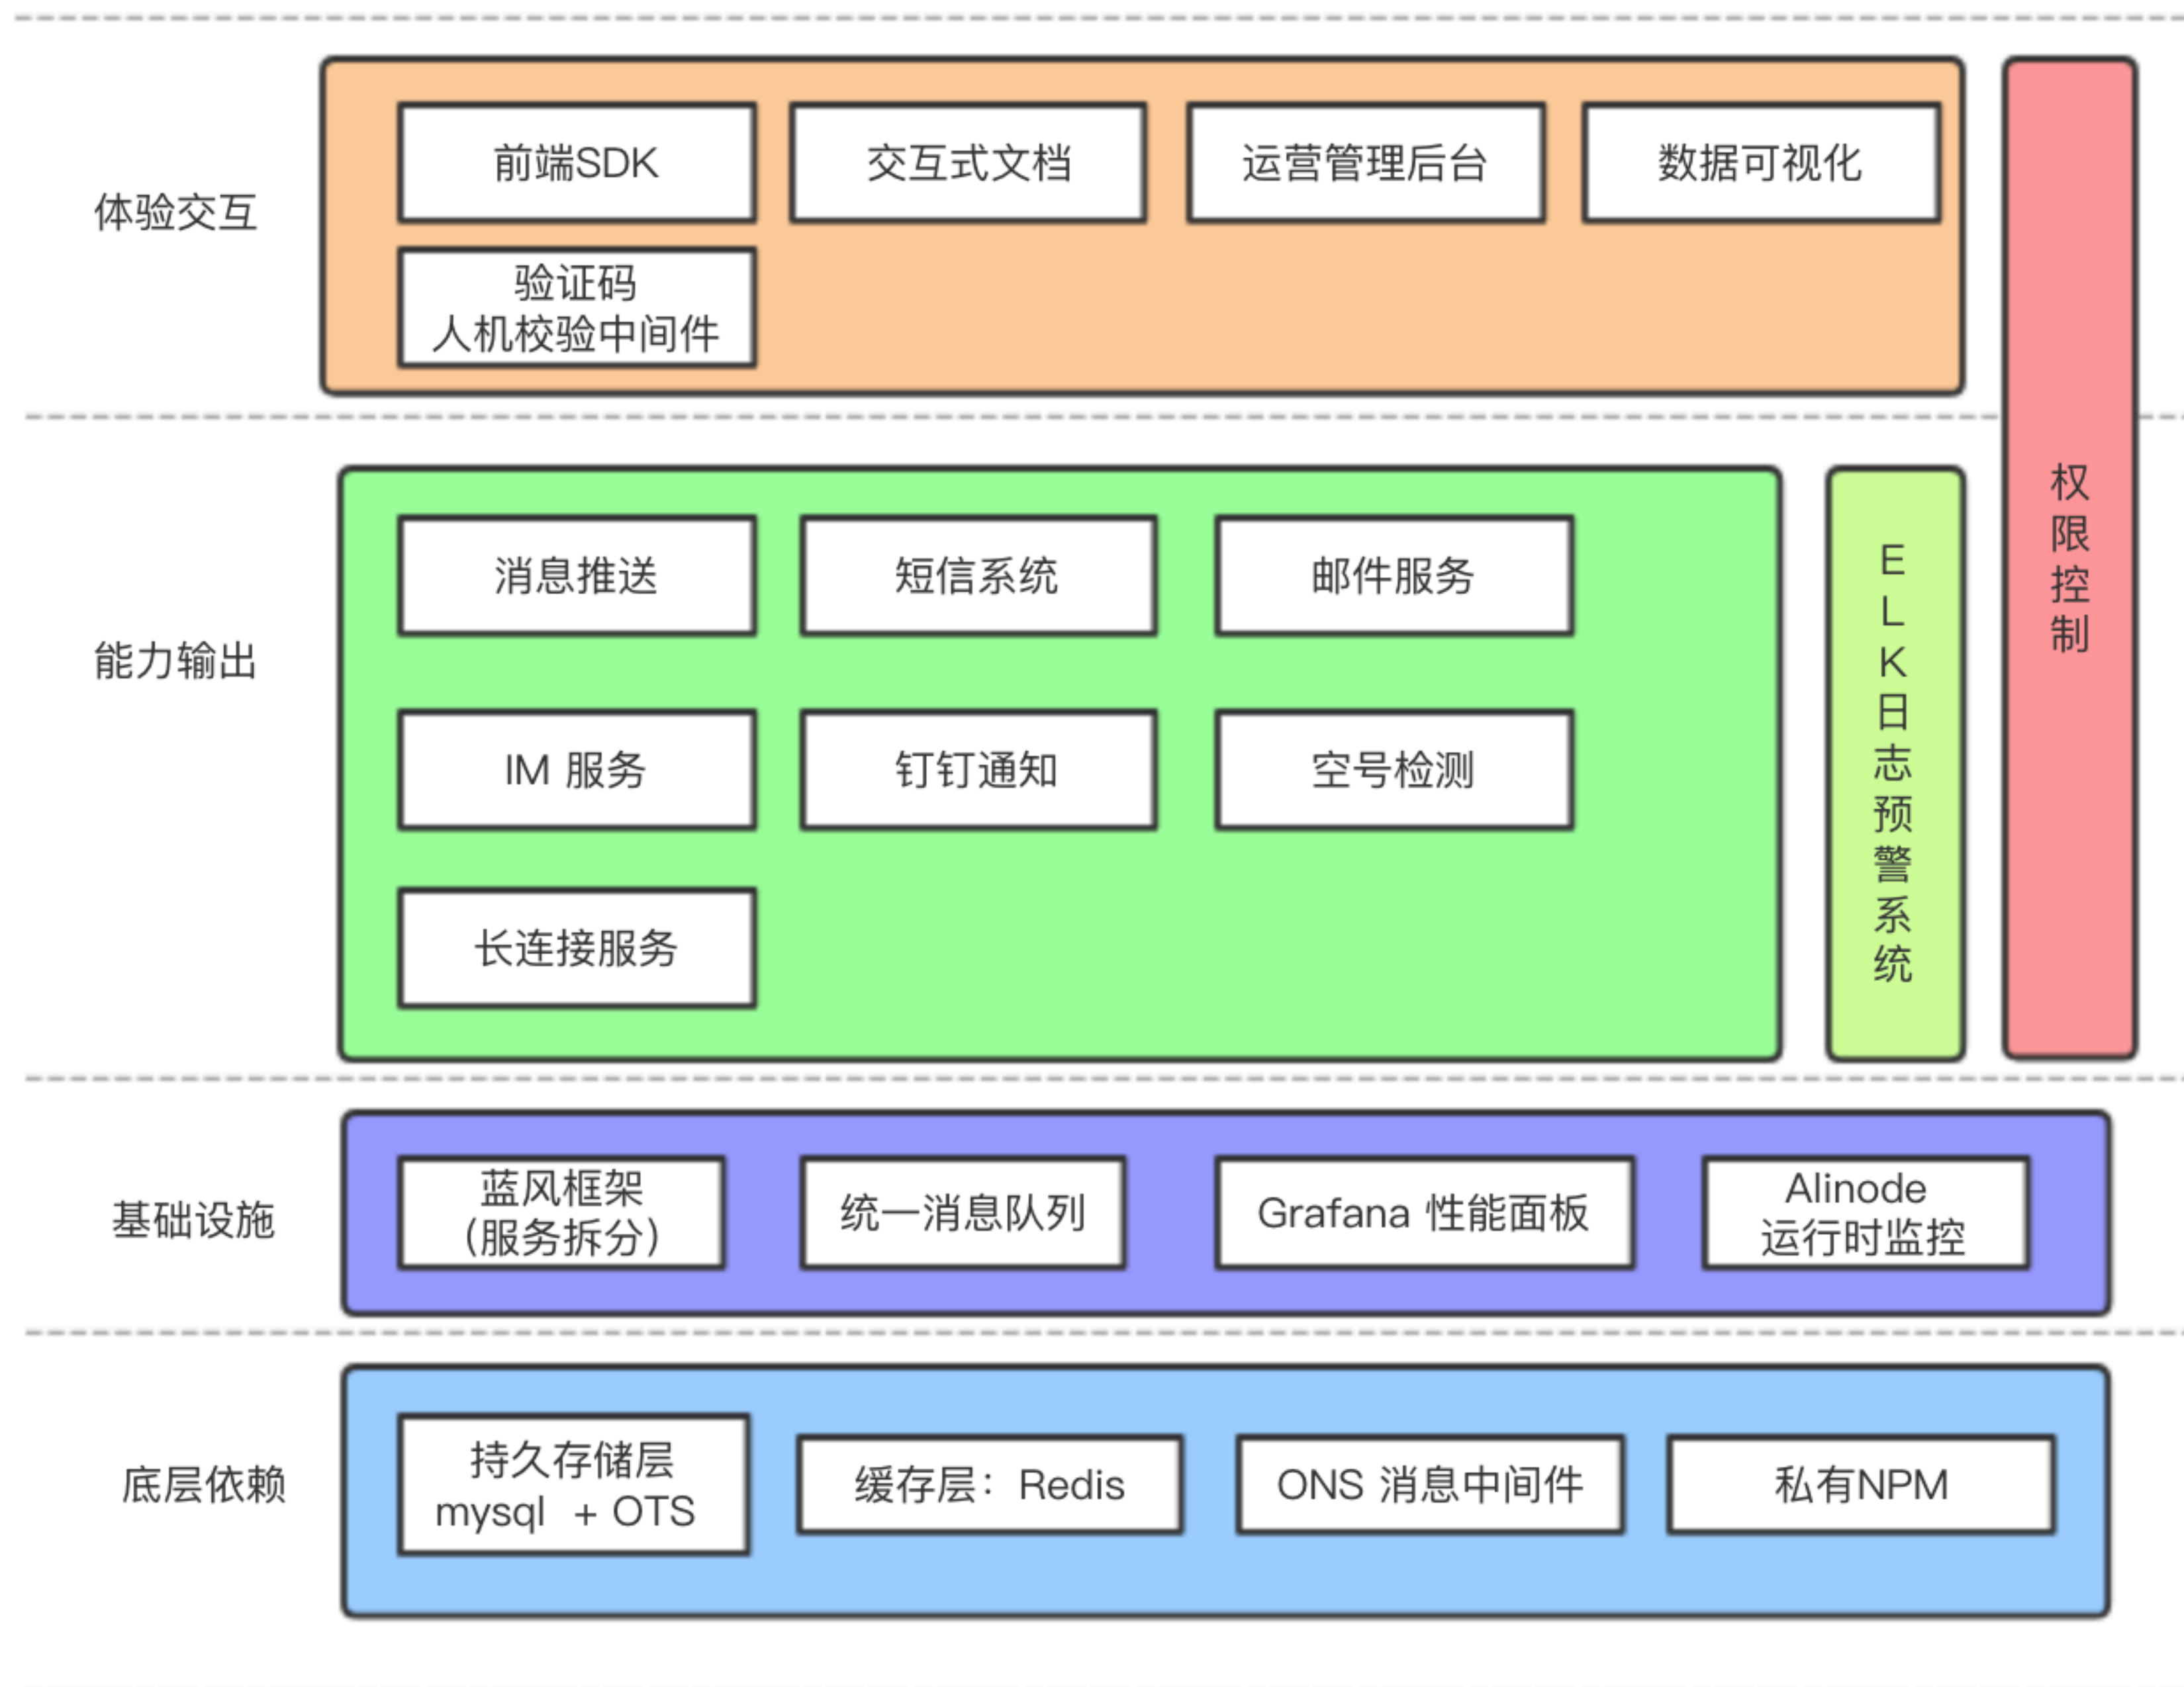 体验交互
前端SDK
交互式文档
运营管理后台
数据可视化
验证码
人机校验中间件
权限控制
能力输出
消息推送
短信系统
邮件服务
IM 服务
钉钉通知
空号检测
长连接服务
ELK日志预警系统
基础设施
蓝风框架
(服务拆分)
统一消息队列
Grafana 性能面板
Alinode
运行时监控
底层依赖
持久存储层
mysql + OTS
缓存层：Redis
ONS 消息中间件
私有NPM